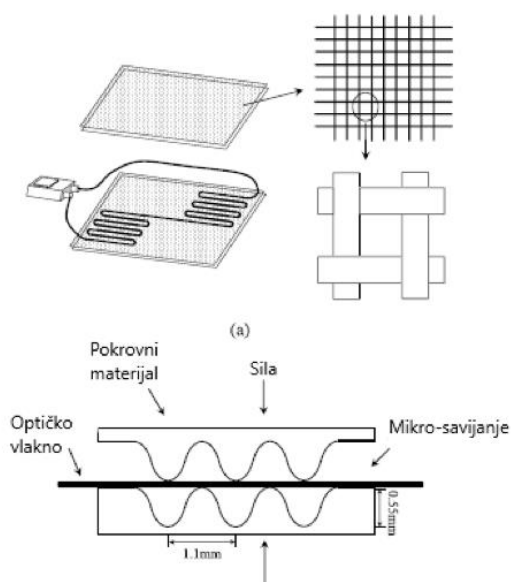 (a)
Pokrovni
materijal
Sila
Optičko
vlakno
Mikro-savijanje
0.55mm
1.1mm